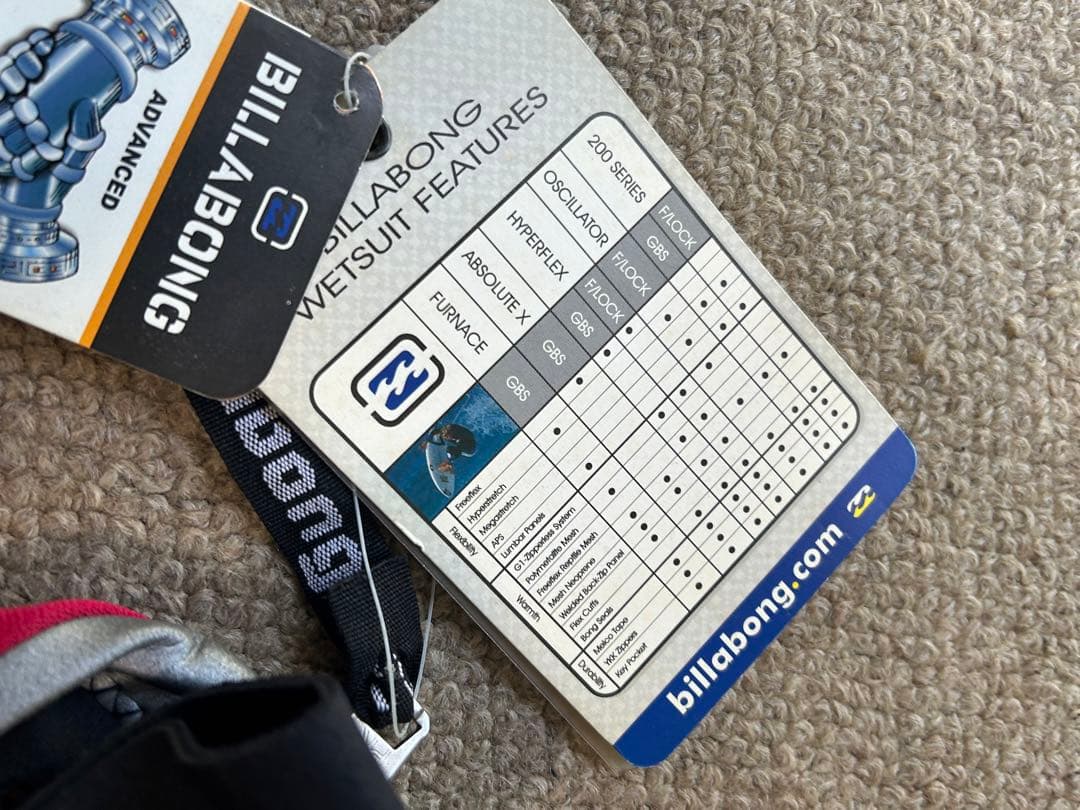 ADVANCED
BILLABONG
BILLABONG
WETSUIT FEATURES
200 SERIES
OSCILLATOR
HYPERFLEX
ABSOLUTE X
FURNACE
F/LOCK
GBS
F/LOCK
F/LOCK
GBS
GBS
GBS
Flexibility
Freeflex
Hyperstretch
Megastretch
APS
Lumbar Panels
G1-Zipperless System
Warmth
Polymetalite Mesh
Freeflex Reptile Mesh
Mesh Neoprene
Welded Back-Zip Panel
Flex Cuffs
Bong Seals
Durability
Melco Tape
YKK Zippers
Key Pocket
billabong.com